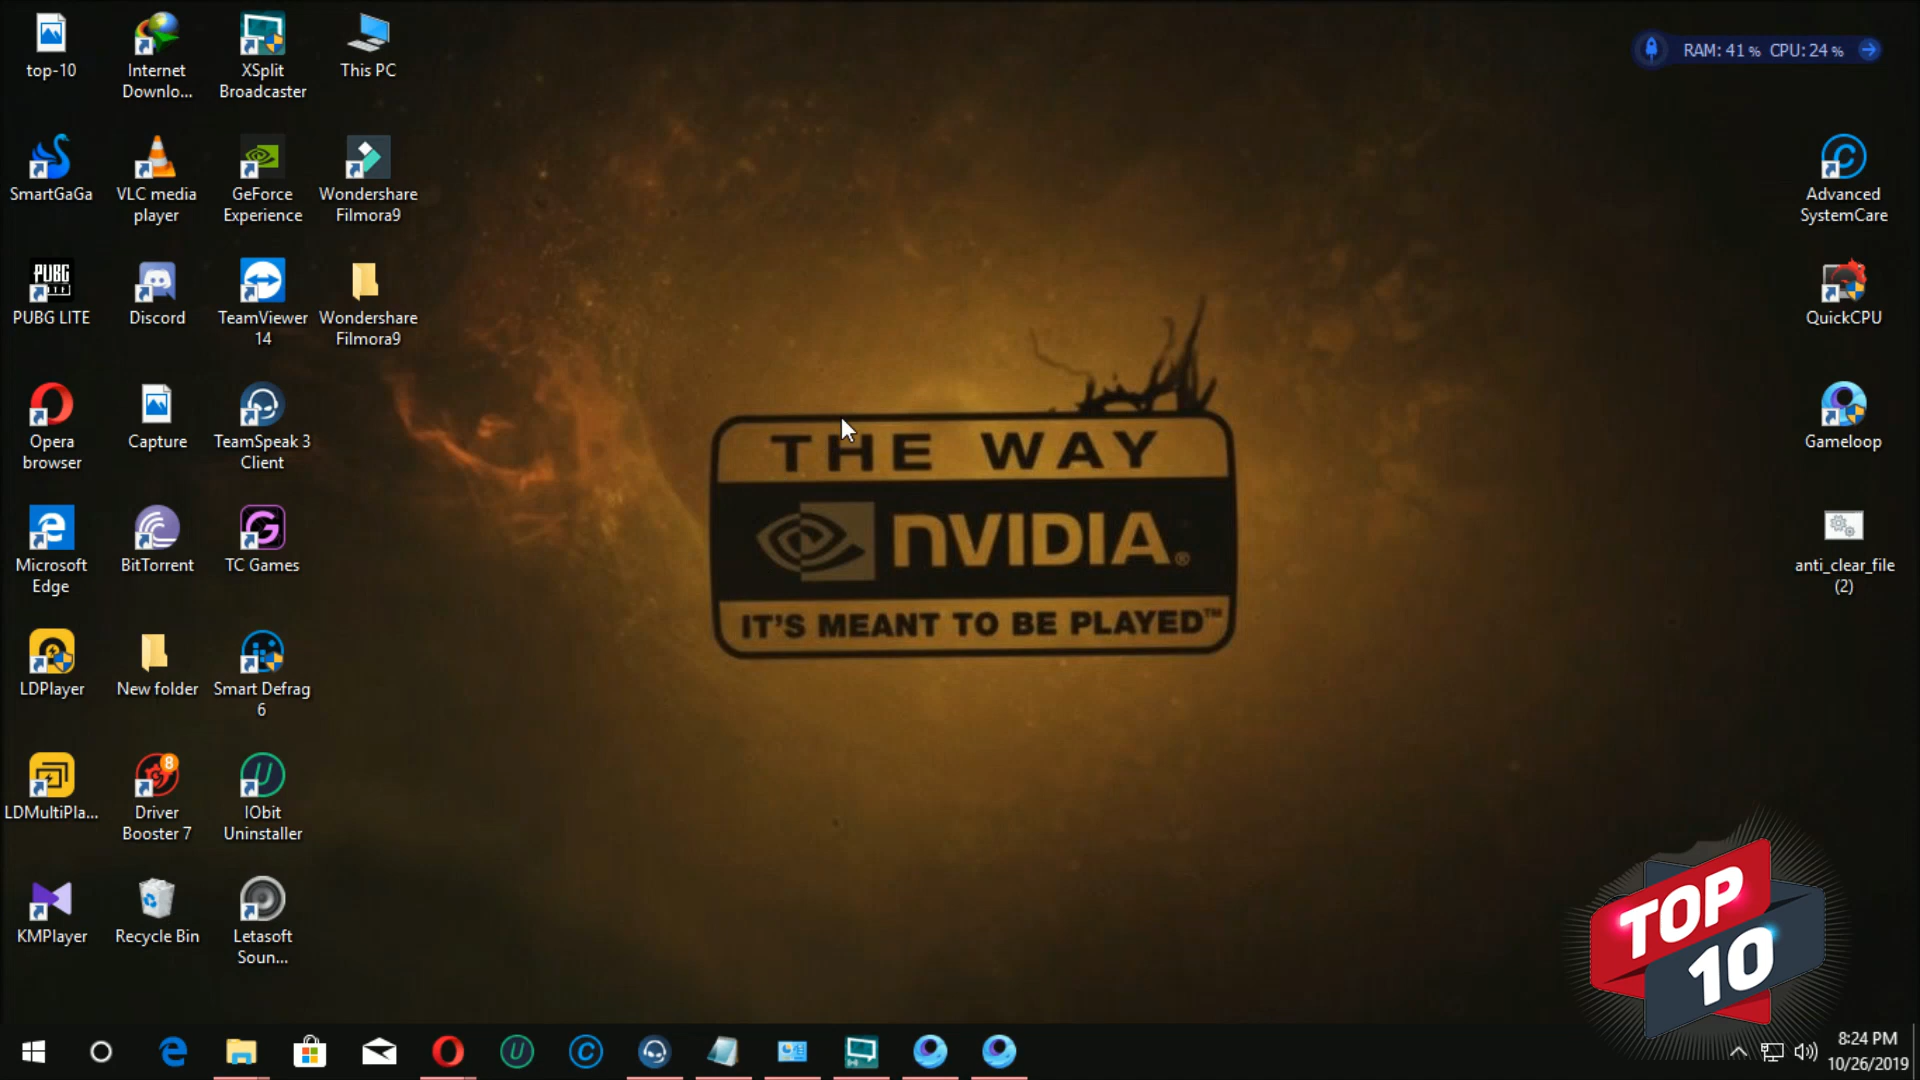 top-10
Internet
Downlo...
XSplit
Broadcaster
This PC
RAM: 41 % CPU: 24 %
SmartGaGa
VLC media
player
GeForce
Experience
Wondershare
Filmora9
Advanced
SystemCare
PUBG
LITE
PUBG LITE
Discord
TeamViewer
14
Wondershare
Filmora9
QuickCPU
Opera
browser
Capture
TeamSpeak 3
Client
Gameloop
THE WAY
NVIDIA®
IT'S MEANT TO BE PLAYED™
Microsoft
Edge
BitTorrent
TC Games
anti_clear_file
(2)
LDPlayer
New folder
Smart Defrag
6
LDMultiPla...
8
Driver
Booster 7
IObit
Uninstaller
KMPlayer
Recycle Bin
Letasoft
Soun...
TOP
10
8:24 PM
10/26/2019